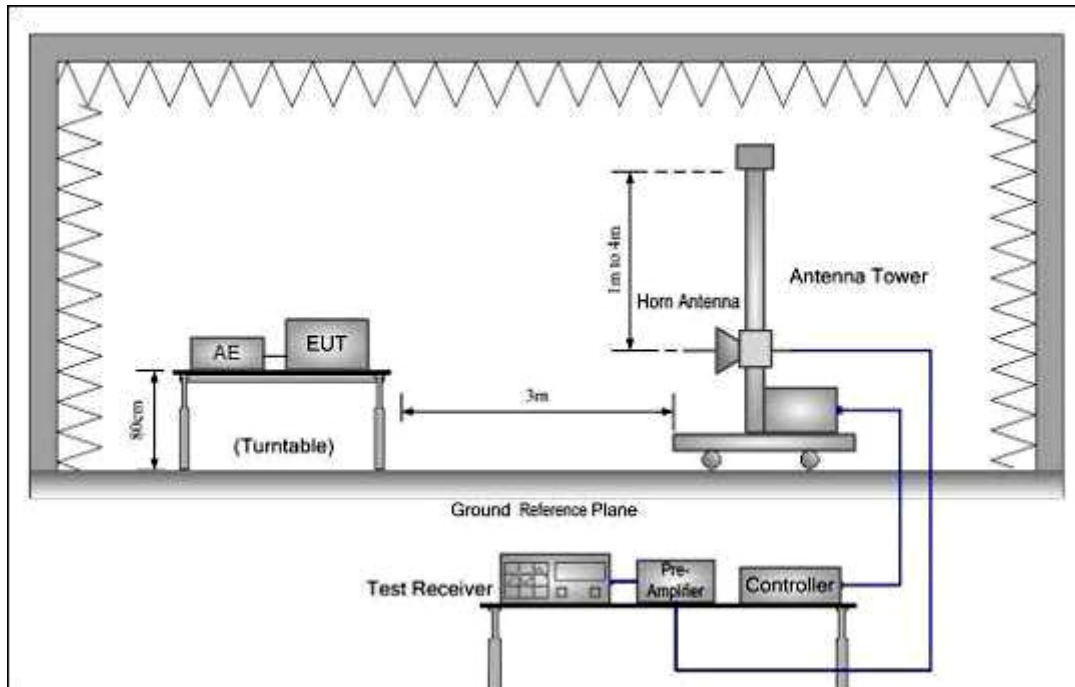 1m to 4m
Antenna Tower
Horn Antenna
AE
EUT
3m
80cm
(Turntable)
Ground Reference Plane
Test Receiver
Pre-
Amplifier
Controller